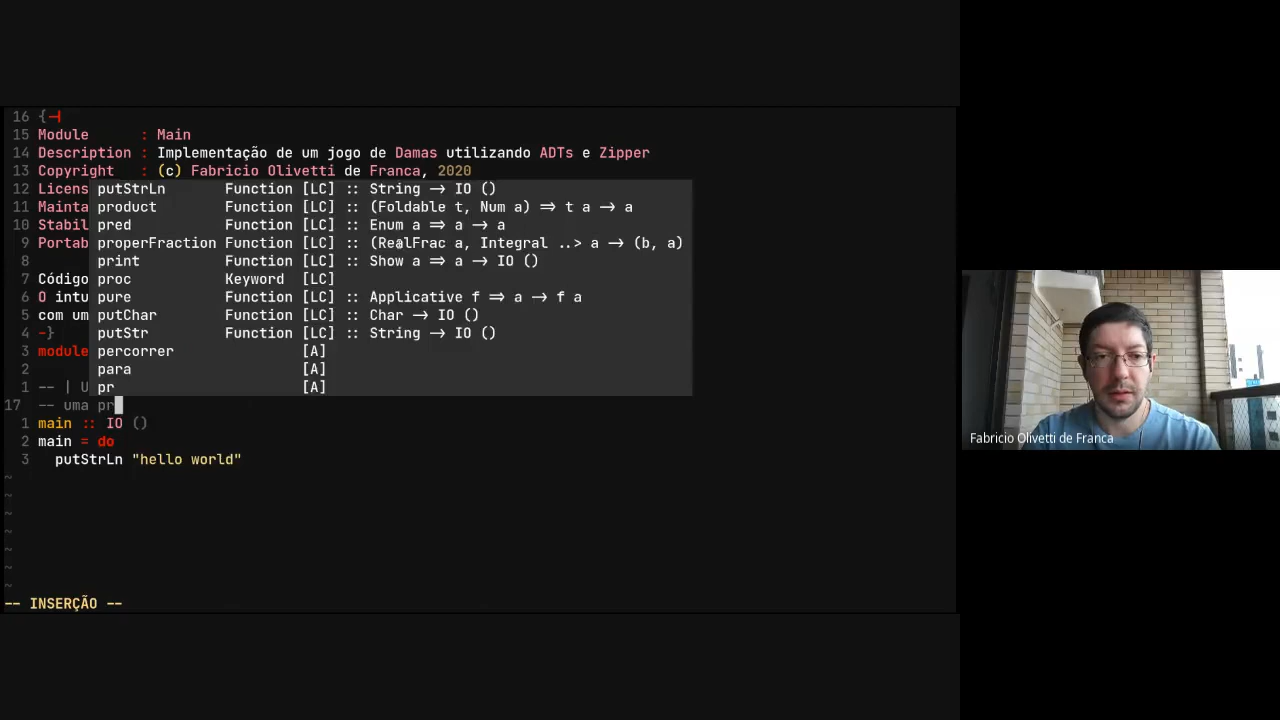 16 {-
15 Module : Main
14 Description : Implementação de um jogo de Damas utilizando ADTs e Zipper
13 Copyright : (c) Fabricio Olivetti de Franca, 2020
12 Licens putStrLn Function [LC] :: String → IO ()
11 Mainta product Function [LC] :: (Foldable t, Num a) ⇒ t a → a
10 Stabil pred Function [LC] :: Enum a ⇒ a → a
9 Portab properFraction Function [LC] :: (RealFrac a, Integral ..> a → (b, a)
8 print Function [LC] :: Show a ⇒ a → IO ()
7 Código proc Keyword [LC]
6 O intu pure Function [LC] :: Applicative f ⇒ a → f a
5 com um putChar Function [LC] :: Char → IO ()
4 -} putStr Function [LC] :: String → IO ()
3 module percorrer [A]
2 para [A]
1 -- | U pr [A]
17 -- uma pr
1 main :: IO ()
2 main = do
3 putStrLn "hello world"
~
~
~
~
~
~
~
-- INSERÇÃO --
Fabricio Olivetti de Franca